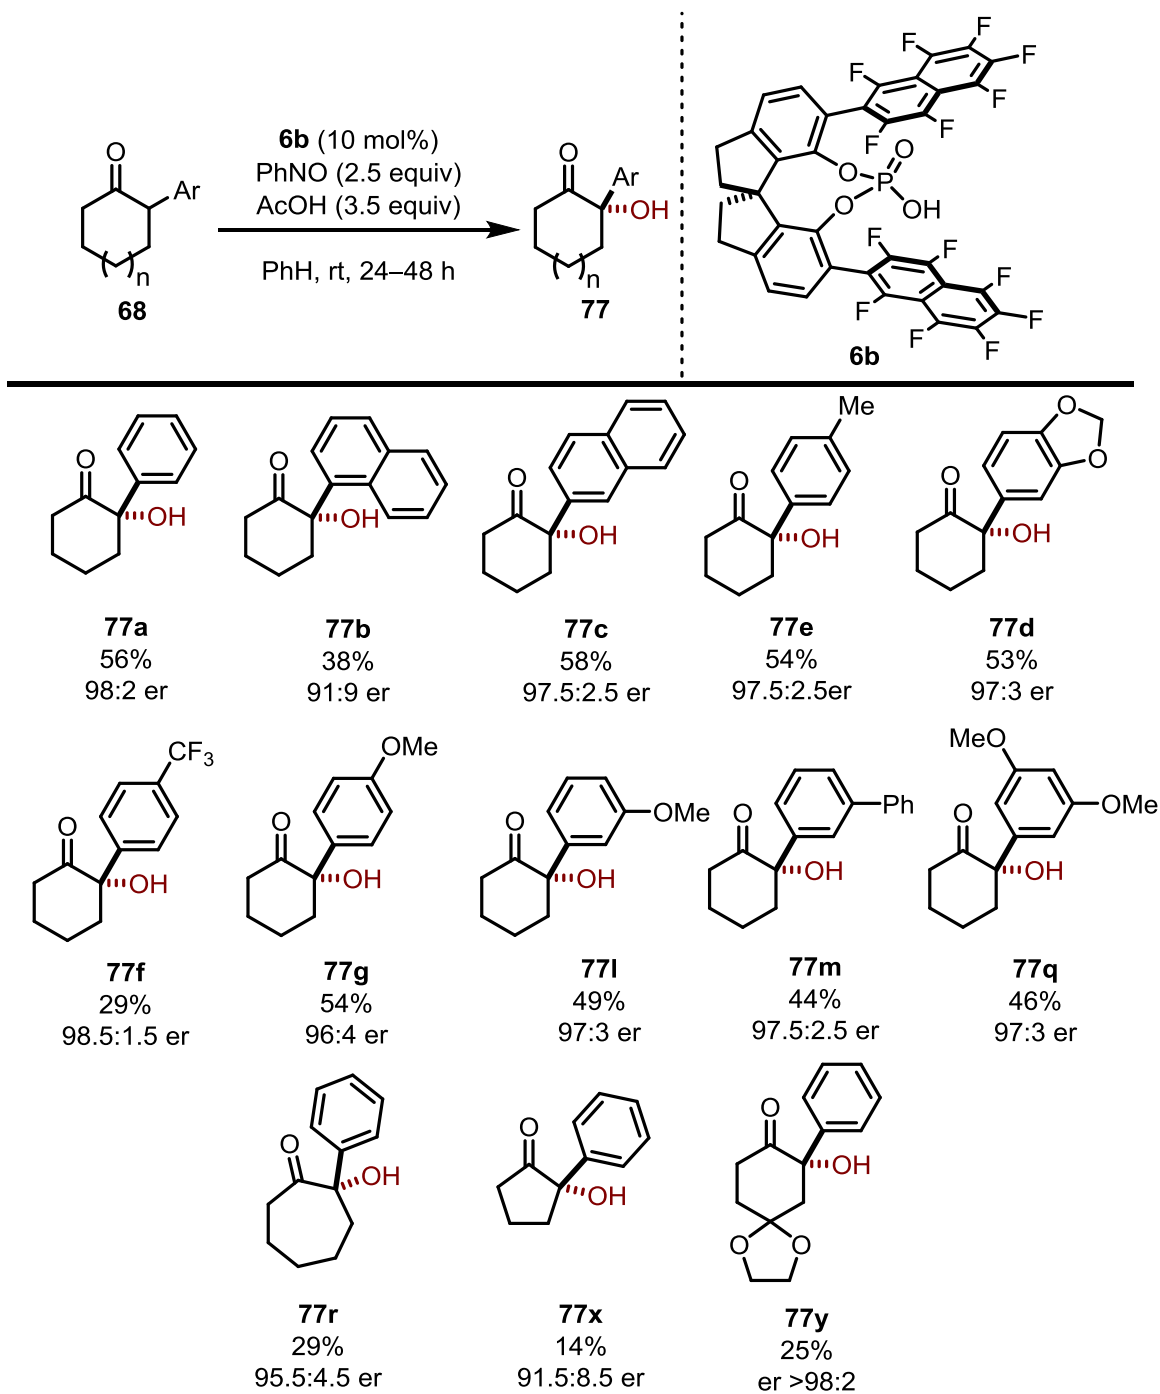 O
Ar
( )
n
68
6b (10 mol%)
PhNO (2.5 equiv)
AcOH (3.5 equiv)
PhH, rt, 24–48 h
O
Ar
OH
( )
n
77
F F F F F F F
O
O
P
O
OH
F F F F F F F
6b
O
OH
77a
56%
98:2 er
O
OH
77b
38%
91:9 er
O
OH
77c
58%
97.5:2.5 er
Me
O
OH
77e
54%
97.5:2.5er
O
O
O
OH
77d
53%
97:3 er
CF3
O
OH
77f
29%
98.5:1.5 er
OMe
O
OH
77g
54%
96:4 er
OMe
O
OH
77l
49%
97:3 er
Ph
O
OH
77m
44%
97.5:2.5 er
MeO
OMe
O
OH
77q
46%
97:3 er
O
OH
77r
29%
95.5:4.5 er
O
OH
77x
14%
91.5:8.5 er
O
OH
O O
77y
25%
er >98:2